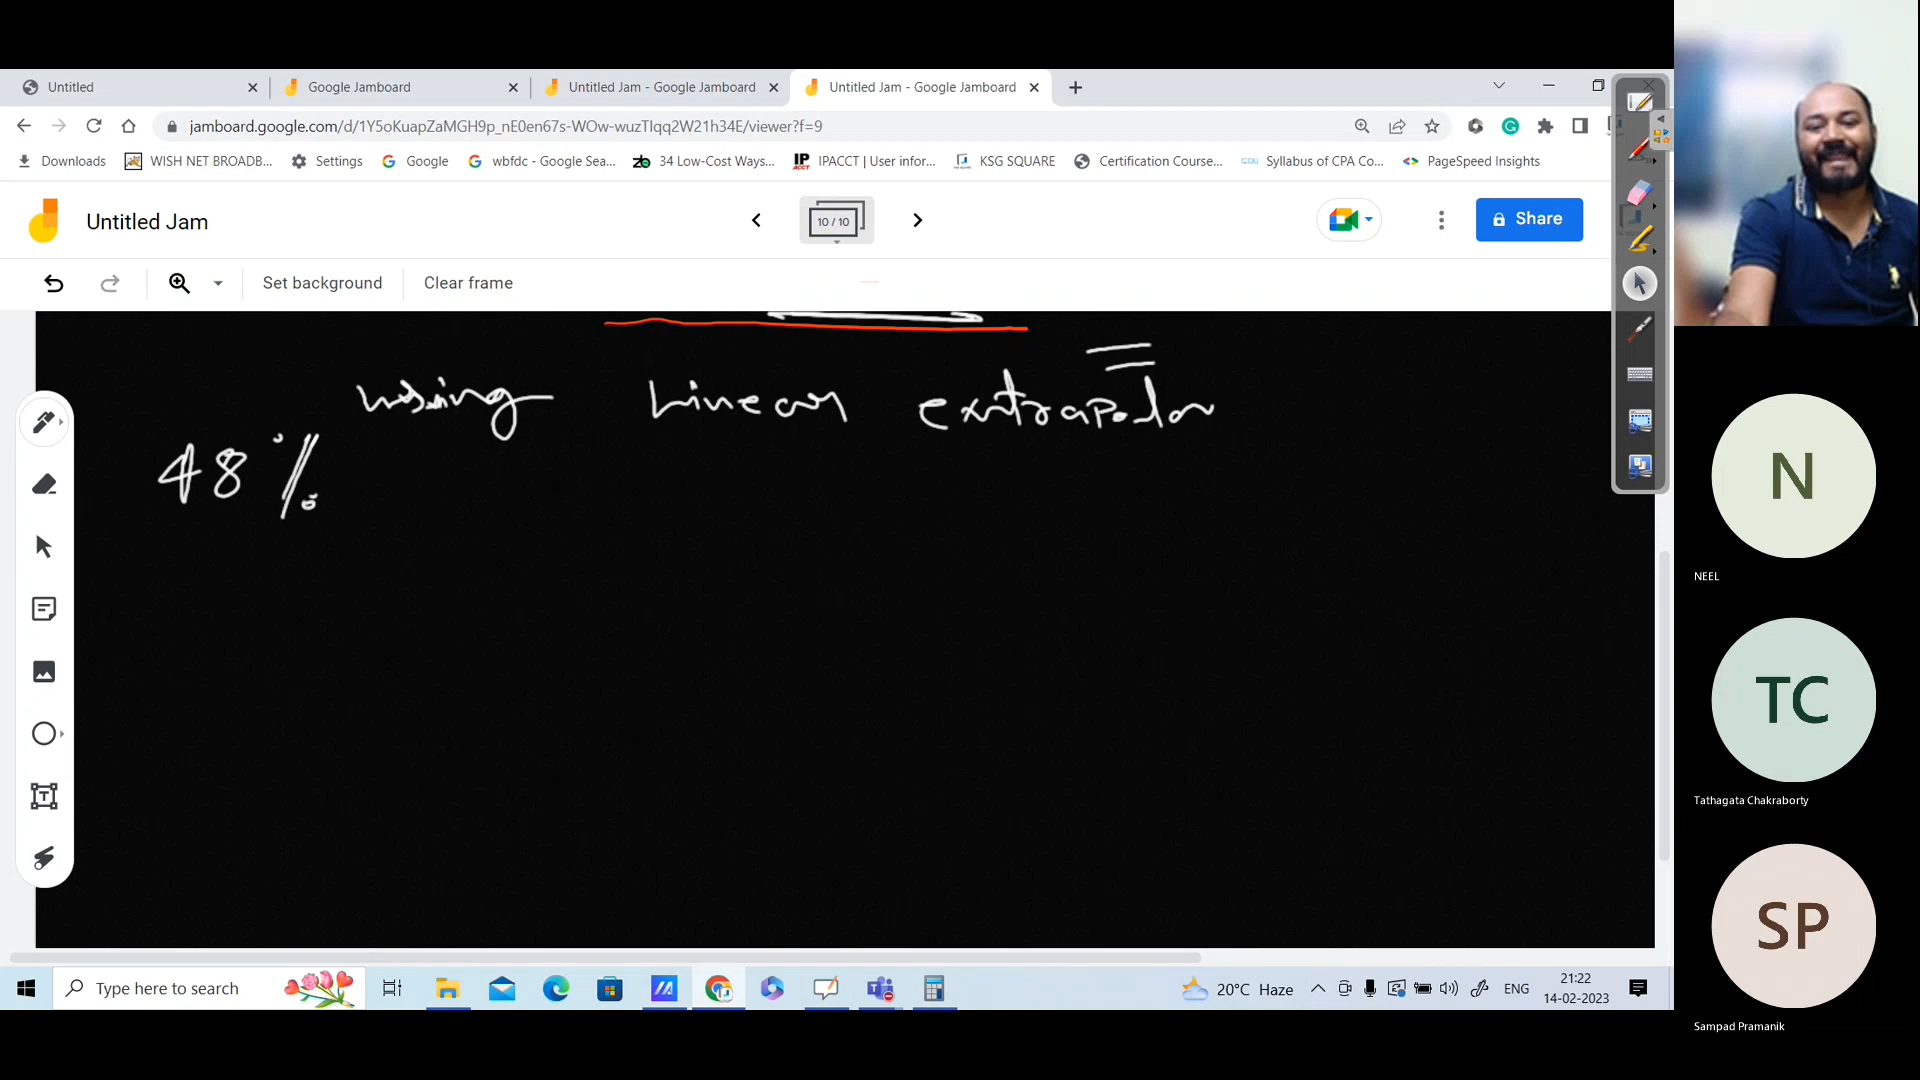 Untitled
Google Jamboard
Untitled Jam - Google Jamboard
Untitled Jam - Google Jamboard
jamboard.google.com/d/1Y5oKuapZaMGH9p_nE0en67s-WOw-wuzTIqq2W21h34E/viewer?f=9
Downloads
WISH NET BROADB...
Settings
Google
wbfdc - Google Sea...
34 Low-Cost Ways...
IPACCT | User infor...
KSG SQUARE
Certification Course...
Syllabus of CPA Co...
PageSpeed Insights
Untitled Jam
10 / 10
Share
Set background
Clear frame
using Linear extrapola
48 %
N
NEEL
TC
Tathagata Chakraborty
SP
Sampad Pramanik
Type here to search
20°C Haze
ENG
21:22
14-02-2023